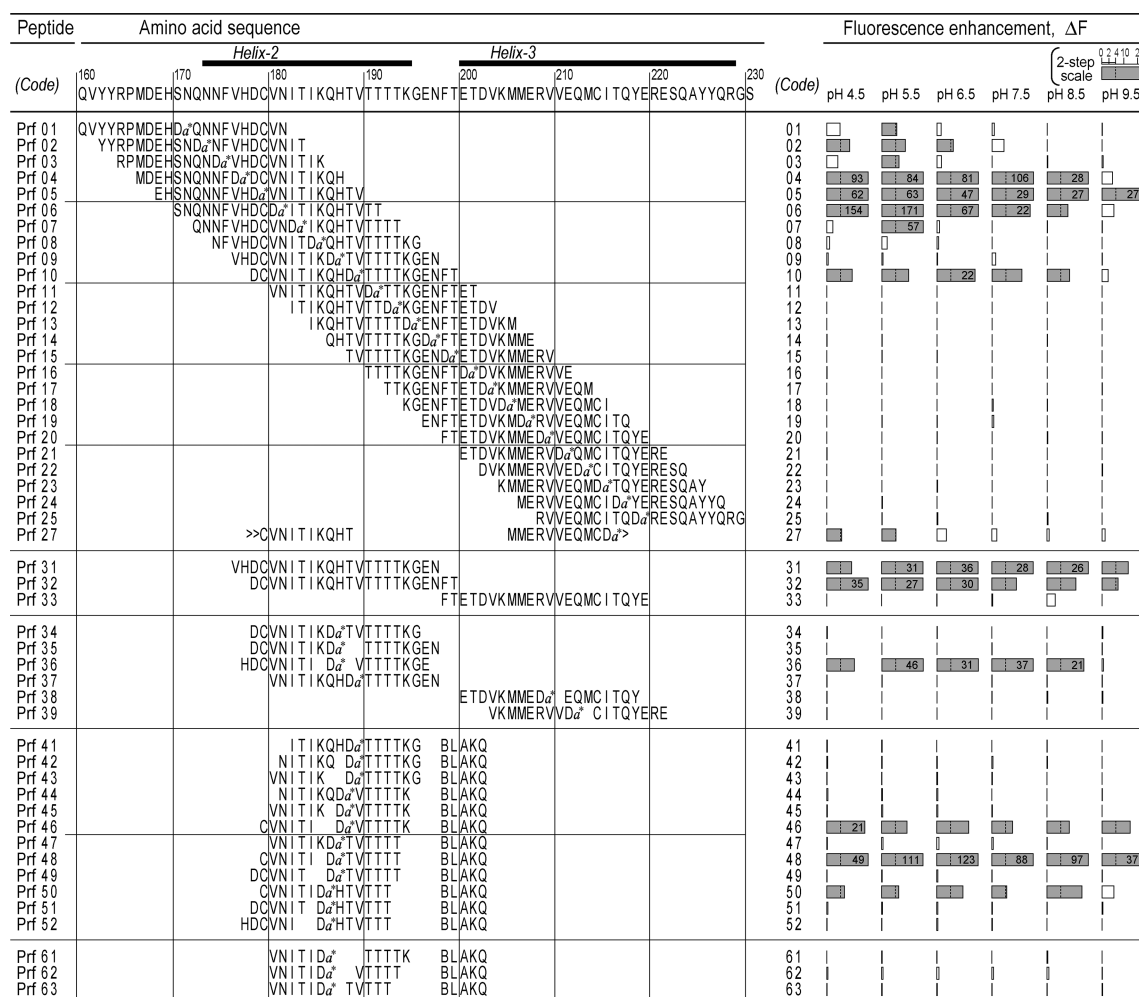 Peptide Amino acid sequence Fluorescence enhancement, ΔF
Helix-2 Helix-3 2-step scale 0 2 4 10 2
(Code) 160 170 180 190 200 210 220 230 (Code)
QVYYRPMDEHSNQNNFVHDCVNITIKQHTVTTTTKGENFTETDVKMMERVVEQMCITQYERESQAYYQRGS pH 4.5 pH 5.5 pH 6.5 pH 7.5 pH 8.5 pH 9.5
Prf 01 QVYYRPMDEHDa*QNNFVHDCVN 01
Prf 02 YYRPMDEHSNDa*NFVHDCVNIT 02
Prf 03 RPMDEHSNQNDa*VHDCVNITIK 03
Prf 04 MDEHSNQNNFDa*DCVNITIKQH 04 93 84 81 106 28
Prf 05 EHSNQNNFVHDa*VNITIKQHTV 05 62 63 47 29 27 27
Prf 06 SNQNNFVHDCDa*ITIKQHTVTT 06 154 171 67 22
Prf 07 QNNFVHDCVNDa*IKQHTVTTTT 07 57
Prf 08 NFVHDCVNITDa*QHTVTTTTKG 08
Prf 09 VHDCVNITIKDa*TVTTTTKGEN 09
Prf 10 DCVNITIKQHDa*TTTTKGENFT 10 22
Prf 11 VNITIKQHTVDa*TTKGENFTET 11
Prf 12 ITIKQHTVTTDa*KGENFTETDV 12
Prf 13 IKQHTVTTTTDa*ENFTETDVKM 13
Prf 14 QHTVTTTTKGDa*FTETDVKMME 14
Prf 15 TVTTTTKGENDa*ETDVKMMERV 15
Prf 16 TTTTKGENFTDa*DVKMMERVVE 16
Prf 17 TTKGENFTETDa*KMMERVVEQM 17
Prf 18 KGENFTETDVDa*MERVVEQMCI 18
Prf 19 ENFTETDVKMDa*RVVEQMCITQ 19
Prf 20 FTETDVKMMEDa*VVEQMCITQYE 20
Prf 21 ETDVKMMERVDa*QMCITQYERE 21
Prf 22 DVKMMERVVEDa*CITQYERESQ 22
Prf 23 KMMERVVEQMDa*TQYERESQAY 23
Prf 24 MERVVEQMCIDa*YERESQAYYQ 24
Prf 25 RVVEQMCITQDa*RESQAYYQRG 25
Prf 27 >>CVNITIKQHT MMERVVEQMCDa*> 27
Prf 31 VHDCVNITIKQHTVTTTTKGEN 31 31 36 28 26
Prf 32 DCVNITIKQHTVTTTTKGENFT 32 35 27 30
Prf 33 FTETDVKMMERVVEQMCITQYE 33
Prf 34 DCVNITIKDa*TVTTTTKG 34
Prf 35 DCVNITIKDa* TTTTKGEN 35
Prf 36 HDCVNITI Da* VTTTTKGE 36 46 31 37 21
Prf 37 VNITIKQHDa*TTTTKGEN 37
Prf 38 ETDVKMMEDa* EQMCITQY 38
Prf 39 VKMMERVVDa* CITQYERE 39
Prf 41 ITIKQHDa*TTTTKG BLAKQ 41
Prf 42 NITIKQ Da*TTTTKG BLAKQ 42
Prf 43 VNITIK Da*TTTTKG BLAKQ 43
Prf 44 NITIKQDa*VTTTTK BLAKQ 44
Prf 45 VNITIK Da*VTTTTK BLAKQ 45
Prf 46 CVNITI Da*VTTTTK BLAKQ 46 21
Prf 47 VNITIKDa*TVTTTT BLAKQ 47
Prf 48 CVNITI Da*TVTTTT BLAKQ 48 49 111 123 88 97 37
Prf 49 DCVNIT Da*TVTTTT BLAKQ 49
Prf 50 CVNITIDa*HTVTTT BLAKQ 50
Prf 51 DCVNIT Da*HTVTTT BLAKQ 51
Prf 52 HDCVNI Da*HTVTTT BLAKQ 52
Prf 61 VNITIDa* TTTTK BLAKQ 61
Prf 62 VNITIDa* VTTTT BLAKQ 62
Prf 63 VNITIDa* TVTTT BLAKQ 63